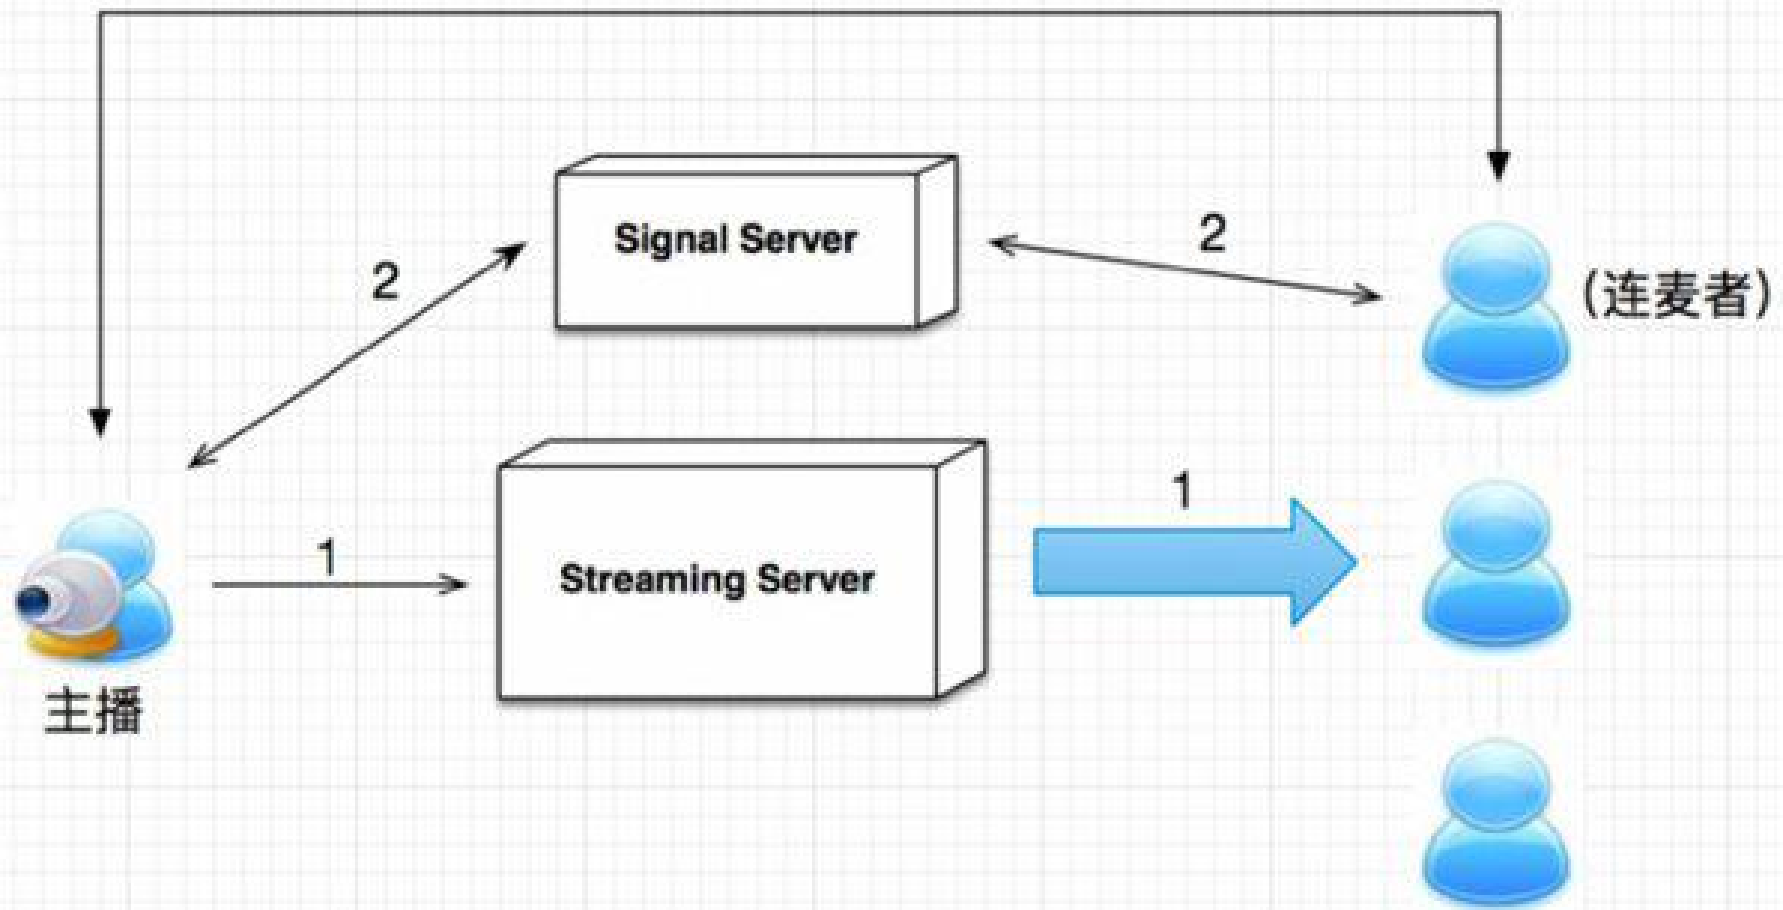 Signal Server
2
2
(连麦者)
1
1
Streaming Server
主播